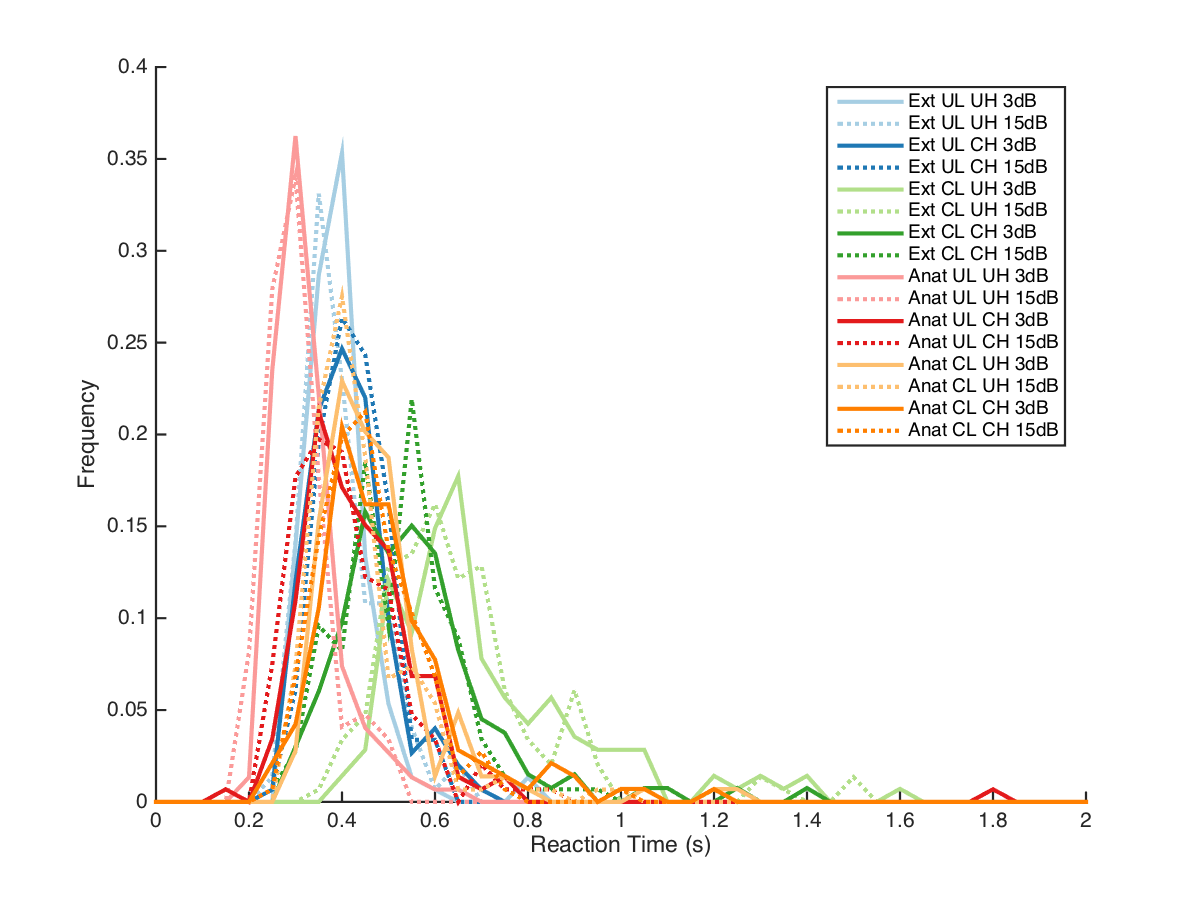 0.4
0.35
0.3
0.25
0.2
0.15
0.1
0.05
0
Frequency
0 0.2 0.4 0.6 0.8 1 1.2 1.4 1.6 1.8 2
Reaction Time (s)
Ext UL UH 3dB
Ext UL UH 15dB
Ext UL CH 3dB
Ext UL CH 15dB
Ext CL UH 3dB
Ext CL UH 15dB
Ext CL CH 3dB
Ext CL CH 15dB
Anat UL UH 3dB
Anat UL UH 15dB
Anat UL CH 3dB
Anat UL CH 15dB
Anat CL UH 3dB
Anat CL UH 15dB
Anat CL CH 3dB
Anat CL CH 15dB